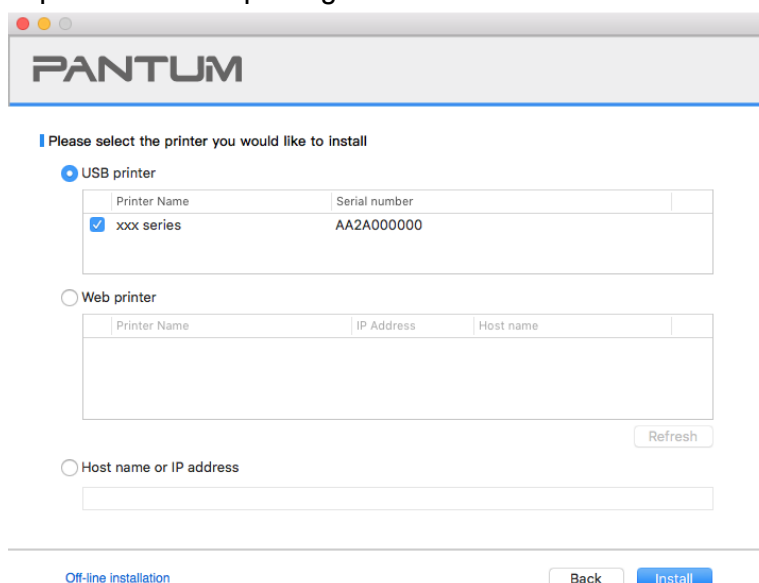 PANTUM
Please select the printer you would like to install
USB printer
Printer Name Serial number
xxx series AA2A000000
Web printer
Printer Name IP Address Host name
Refresh
Host name or IP address
Off-line installation Back Install